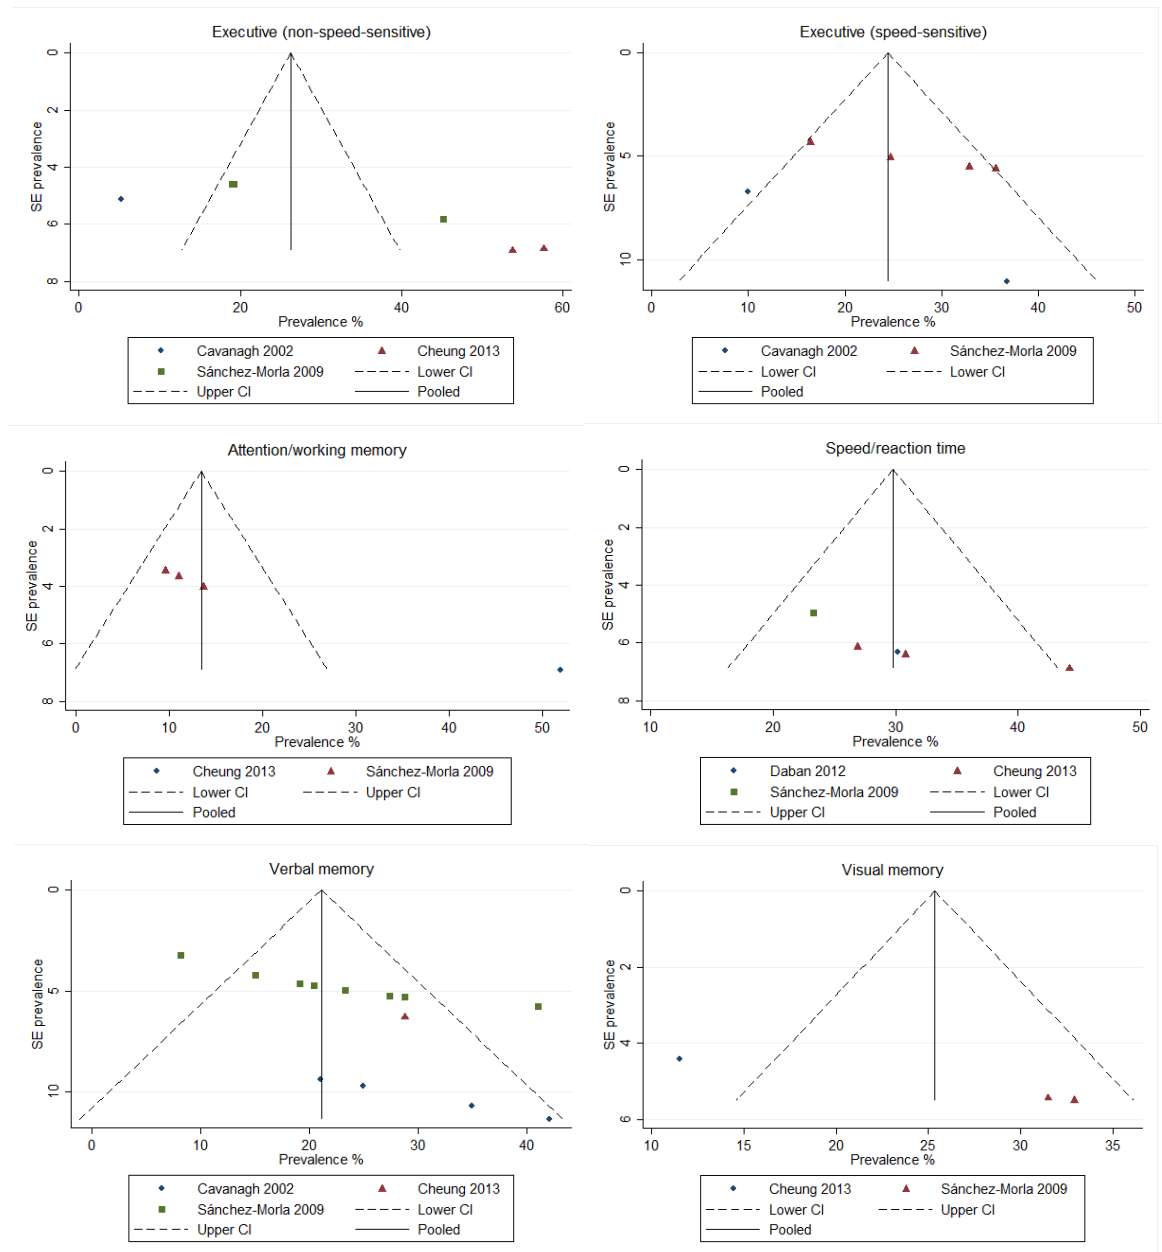 Executive (non-speed-sensitive)
0
2
4
6
8
SE prevalence
0 20 40 60
Prevalence %
Cavanagh 2002 Cheung 2013
Sánchez-Morla 2009 Lower CI
Upper CI Pooled
Executive (speed-sensitive)
0
5
10
SE prevalence
0 10 20 30 40 50
Prevalence %
Cavanagh 2002 Sánchez-Morla 2009
Lower CI Lower CI
Pooled
Attention/working memory
0
2
4
6
8
SE prevalence
0 10 20 30 40 50
Prevalence %
Cheung 2013 Sánchez-Morla 2009
Lower CI Upper CI
Pooled
Speed/reaction time
0
2
4
6
8
SE prevalence
10 20 30 40 50
Prevalence %
Daban 2012 Cheung 2013
Sánchez-Morla 2009 Lower CI
Upper CI Pooled
Verbal memory
0
5
10
SE prevalence
0 10 20 30 40
Prevalence %
Cavanagh 2002 Cheung 2013
Sánchez-Morla 2009 Lower CI
Upper CI Pooled
Visual memory
0
2
4
6
SE prevalence
10 15 20 25 30 35
Prevalence %
Cheung 2013 Sánchez-Morla 2009
Lower CI Upper CI
Pooled